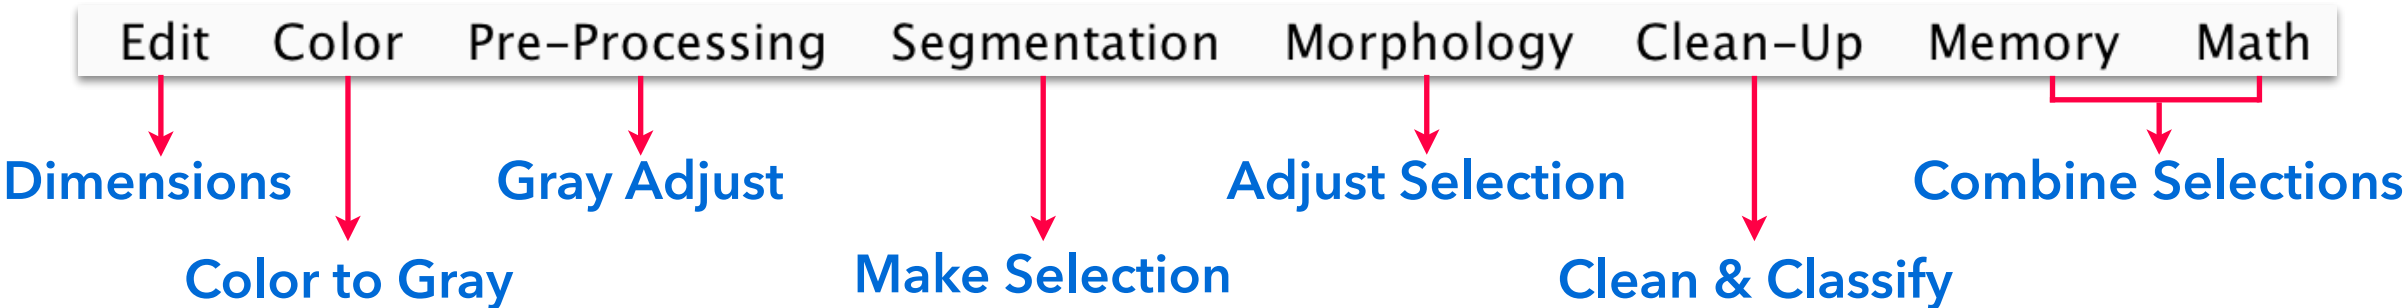 Edit Color Pre-Processing Segmentation Morphology Clean-Up Memory Math
Dimensions Gray Adjust Adjust Selection Combine Selections
Color to Gray Make Selection Clean & Classify